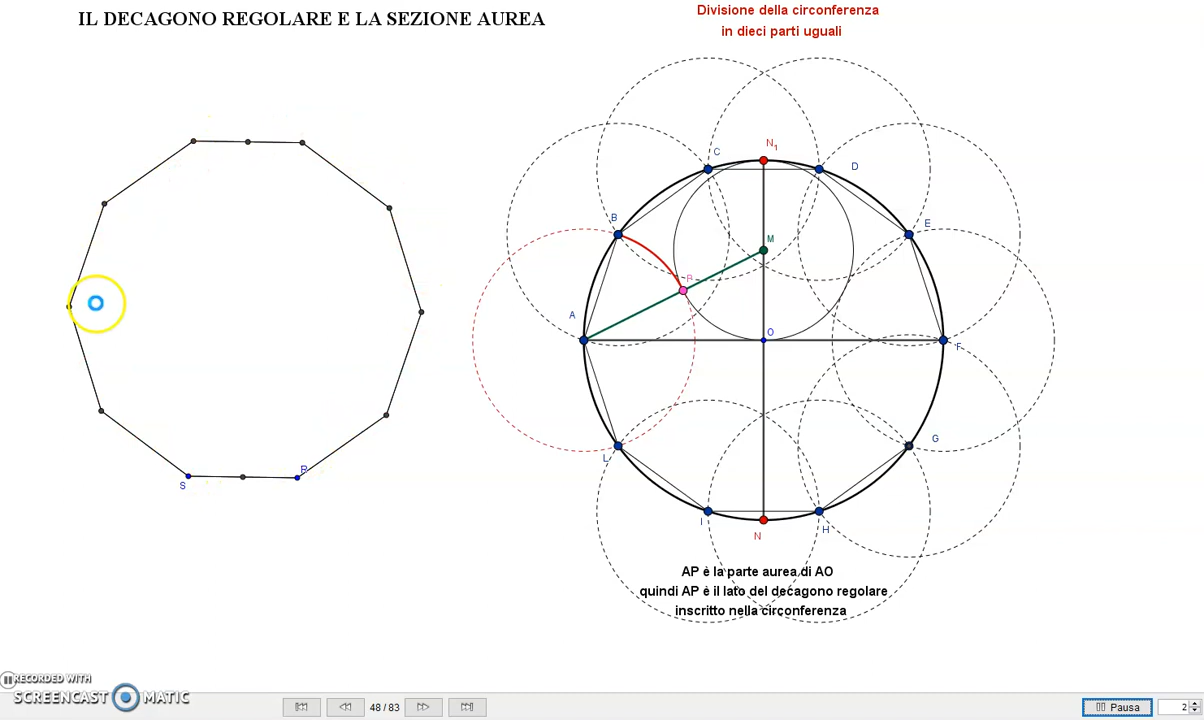 IL DECAGONO REGOLARE E LA SEZIONE AUREA
Divisione della circonferenza
in dieci parti uguali
C
N1
D
B
E
M
P
A
O
F
L
G
I
N
H
S
R
AP è la parte aurea di AO
quindi AP è il lato del decagono regolare
inscritto nella circonferenza
RECORDED WITH
SCREENCAST MATIC
48 / 83
Pausa
2